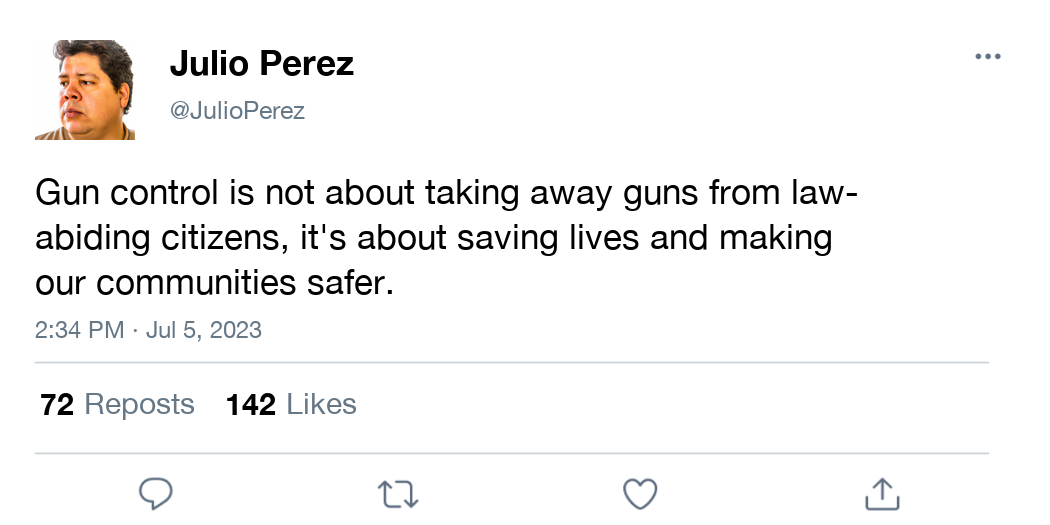 Julio Perez
@JulioPerez
Gun control is not about taking away guns from law-
abiding citizens, it's about saving lives and making
our communities safer.
2:34 PM · Jul 5, 2023
72 Reposts 142 Likes